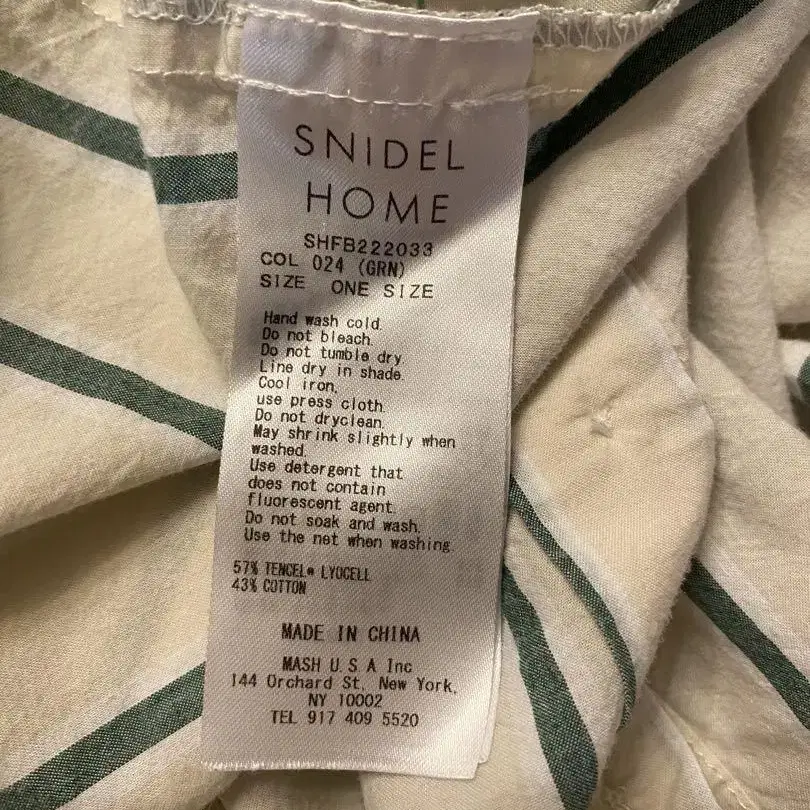 SNIDEL
HOME
SHFB222033
COL 024 (GRN)
SIZE ONE SIZE
Hand wash cold.
Do not bleach.
Do not tumble dry.
Line dry in shade.
Cool iron,
use press cloth.
Do not dryclean.
May shrink slightly when
washed.
Use detergent that
does not contain
fluorescent agent.
Do not soak and wash.
Use the net when washing.
57% TENCEL® LYOCELL
43% COTTON
MADE IN CHINA
MASH U.S.A Inc
144 Orchard St, New York,
NY 10002
TEL 917 409 5520